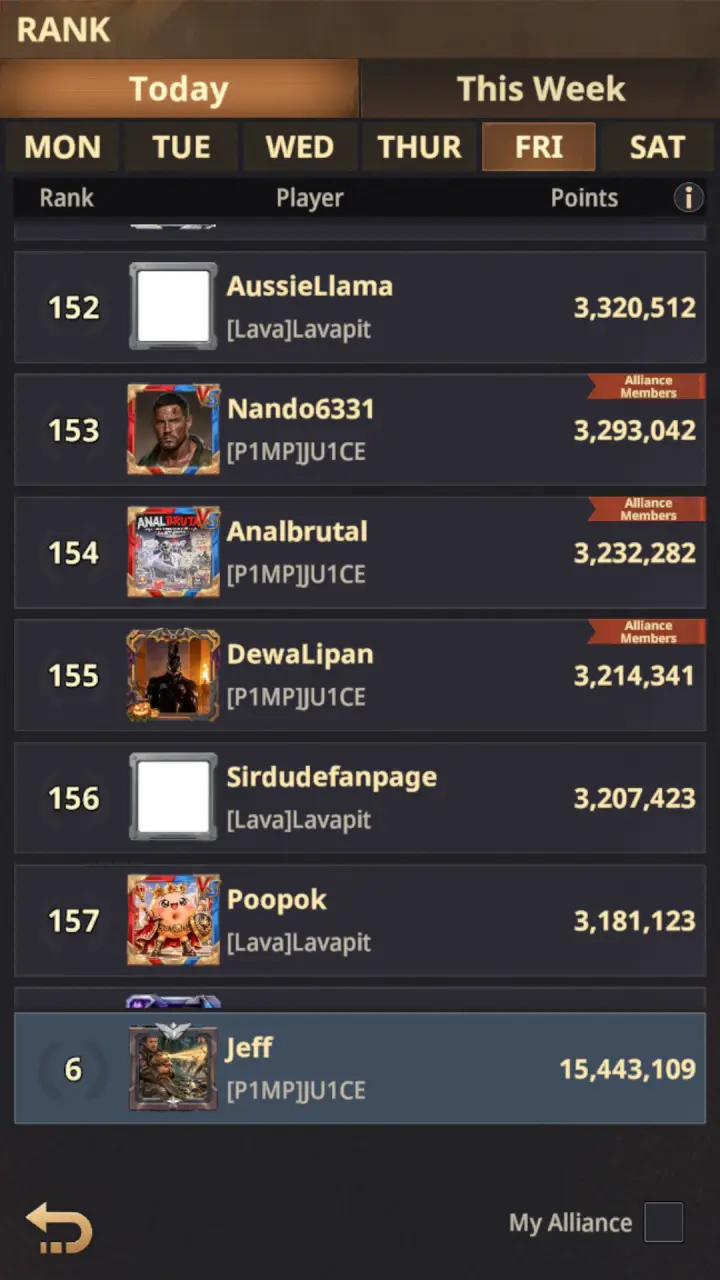 RANK
Today
This Week
MON
TUE
WED
THUR
FRI
SAT
Rank
Player
Points
i
152
AussieLlama
[Lava]Lavapit
3,320,512
153
Nando6331
[P1MP]JU1CE
Alliance
Members
3,293,042
154
Analbrutal
[P1MP]JU1CE
Alliance
Members
3,232,282
155
DewaLipan
[P1MP]JU1CE
Alliance
Members
3,214,341
156
Sirdudefanpage
[Lava]Lavapit
3,207,423
157
Poopok
[Lava]Lavapit
3,181,123
6
Jeff
[P1MP]JU1CE
15,443,109
My Alliance